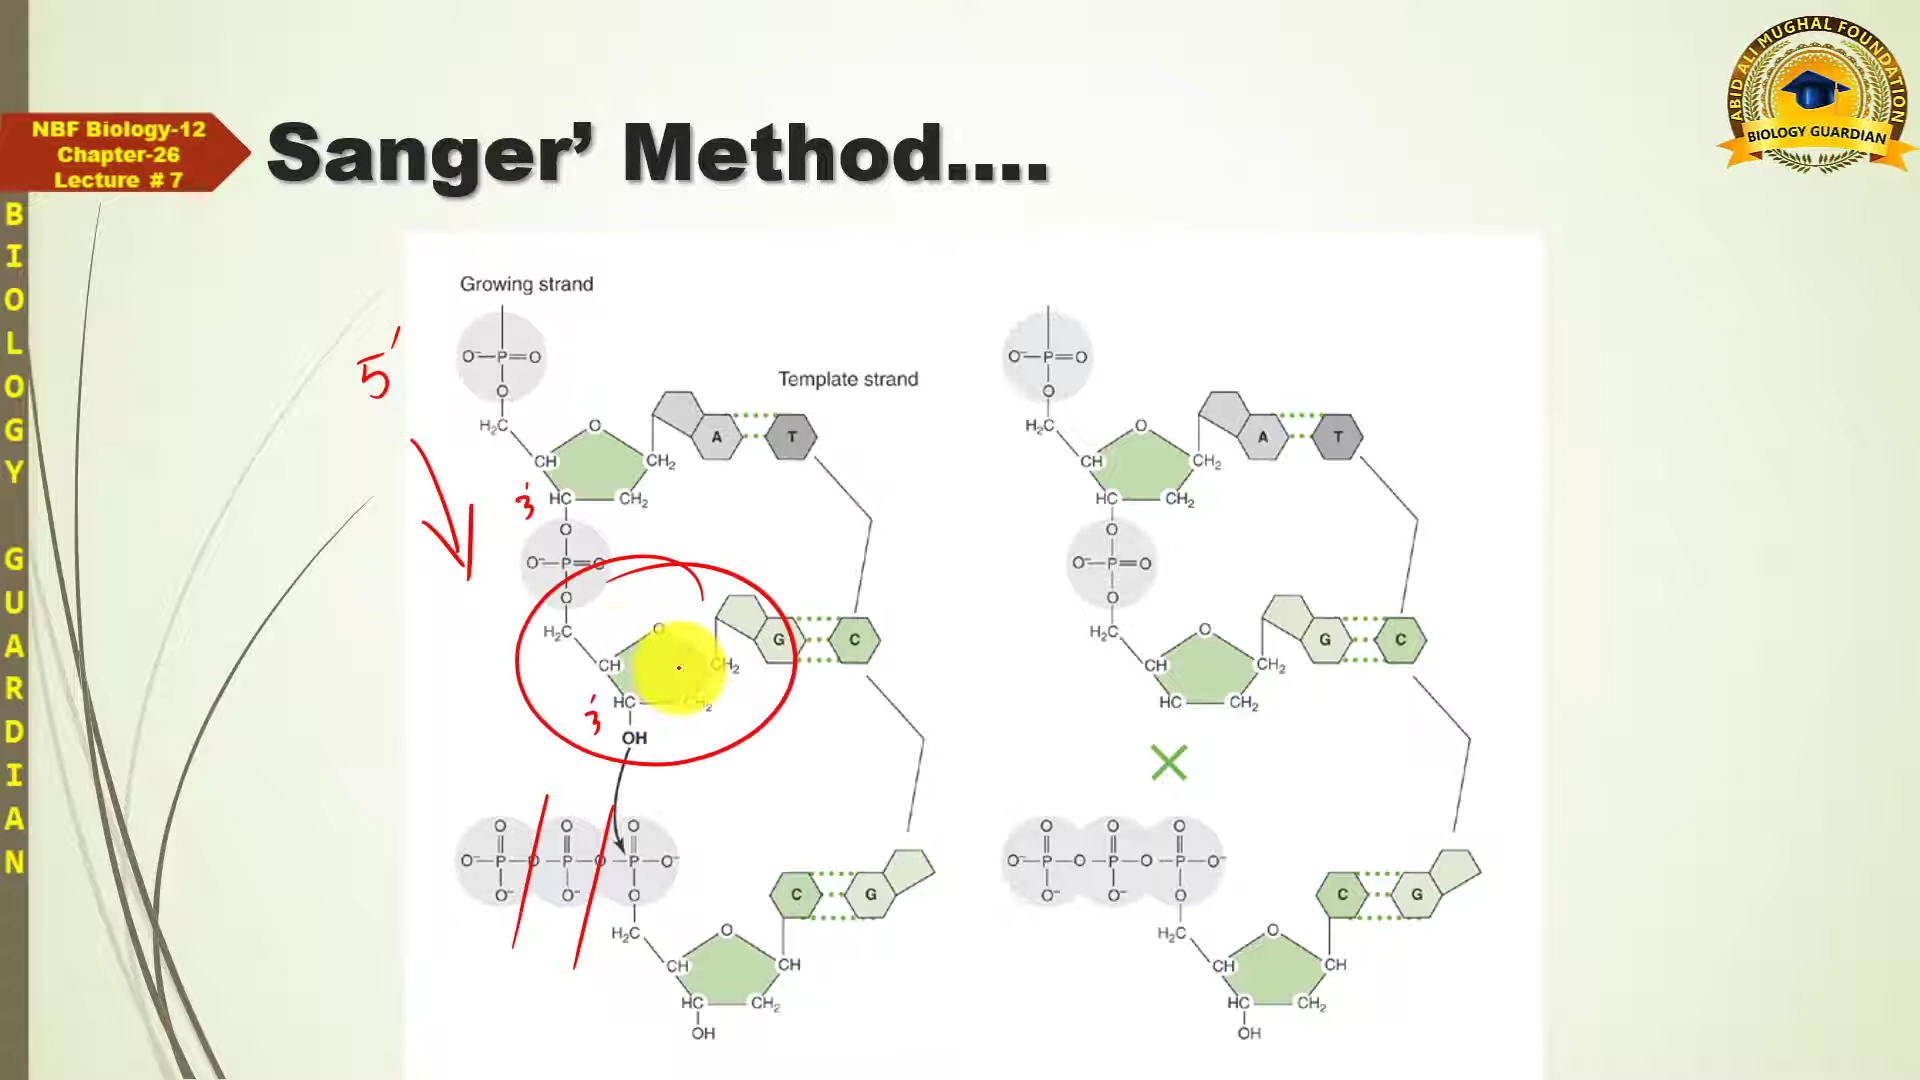 NBF Biology-12
Chapter-26
Lecture # 7
Sanger’ Method....
ABID ALI MUGHAL FOUNDATION
BIOLOGY GUARDIAN
BIOLOGY GUARDIAN
Growing strand
Template strand
5'
O⁻—P=O
O
H₂C
O
CH
CH₂
HC
CH₂
3'
A
T
O
O⁻—P=O
O
H₂C
O
CH
CH₂
HC
CH₂
3'
OH
G
C
O O O
O⁻—P—O—P—O—P—O⁻
O⁻ O⁻ O
H₂C
O
CH
CH
HC
CH₂
OH
C
G
O⁻—P=O
O
H₂C
O
CH
CH₂
HC
CH₂
A
T
O
O⁻—P=O
O
H₂C
O
CH
CH₂
HC
CH₂
G
C
O O O
O⁻—P—O—P—O—P—O⁻
O⁻ O⁻ O
H₂C
O
CH
CH
HC
CH₂
OH
C
G